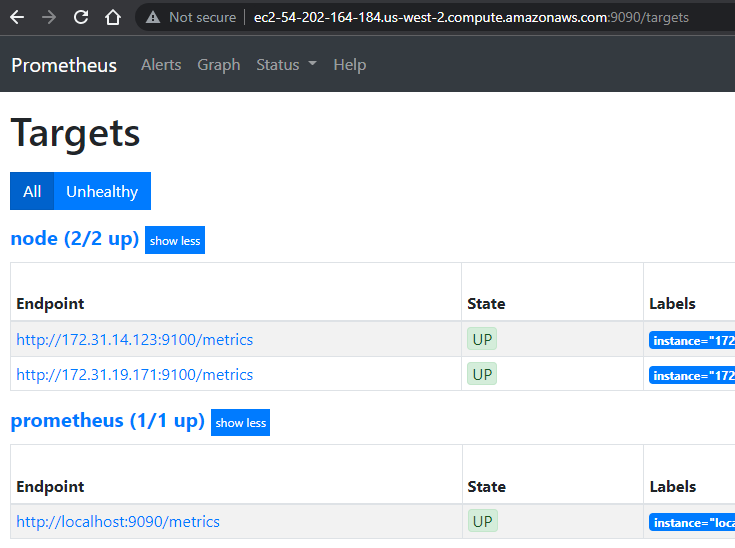 Not secure | ec2-54-202-164-184.us-west-2.compute.amazonaws.com:9090/targets
Prometheus Alerts Graph Status Help
Targets
All Unhealthy
node (2/2 up) show less
Endpoint State Labels
http://172.31.14.123:9100/metrics UP instance="172
http://172.31.19.171:9100/metrics UP instance="172
prometheus (1/1 up) show less
Endpoint State Labels
http://localhost:9090/metrics UP instance="loca